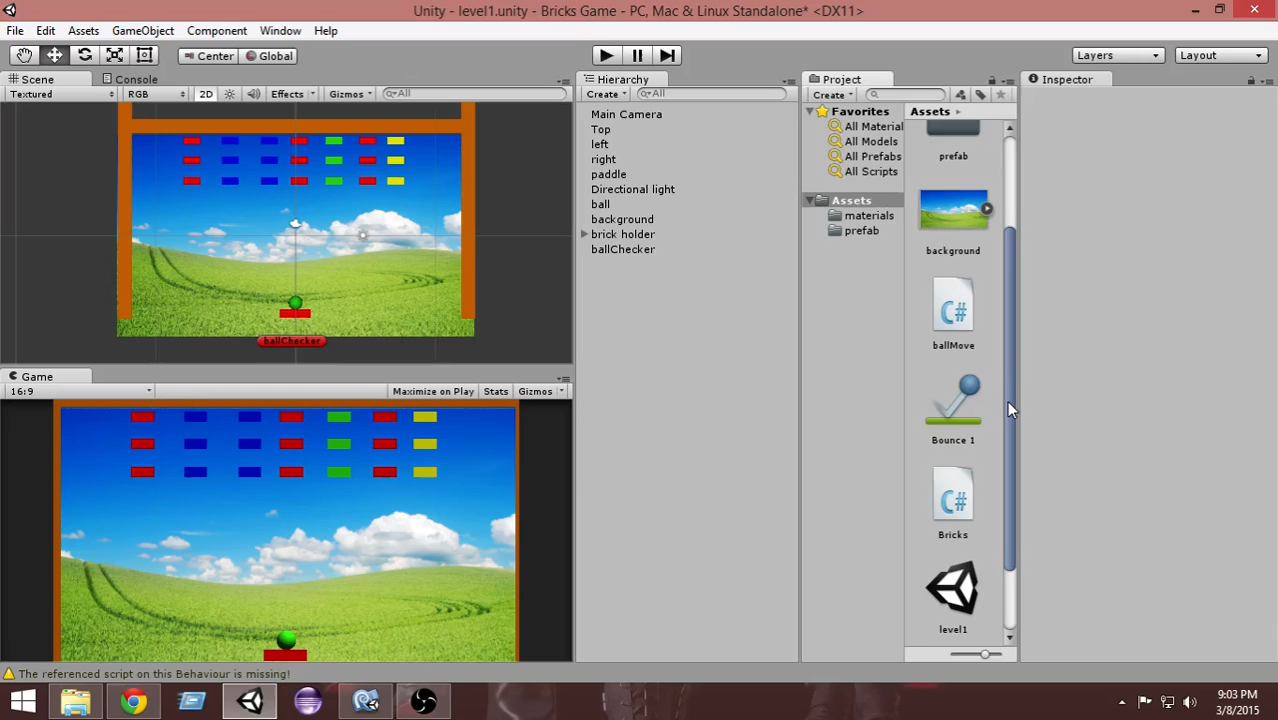 Unity - level1.unity - Bricks Game - PC, Mac & Linux Standalone* <DX11>
File Edit Assets GameObject Component Window Help
Center Global Layers Layout
Scene Console Hierarchy Project Inspector
Textured RGB 2D Effects Gizmos All Create All Create
Main Camera
Top
left
right
paddle
Directional light
ball
background
brick holder
ballChecker
Favorites
All Material
All Models
All Prefabs
All Scripts
Assets
materials
prefab
Assets
prefab
background
C#
ballMove
Bounce 1
C#
Bricks
level1
ballChecker
Game
16:9 Maximize on Play Stats Gizmos
The referenced script on this Behaviour is missing!
9:03 PM
3/8/2015